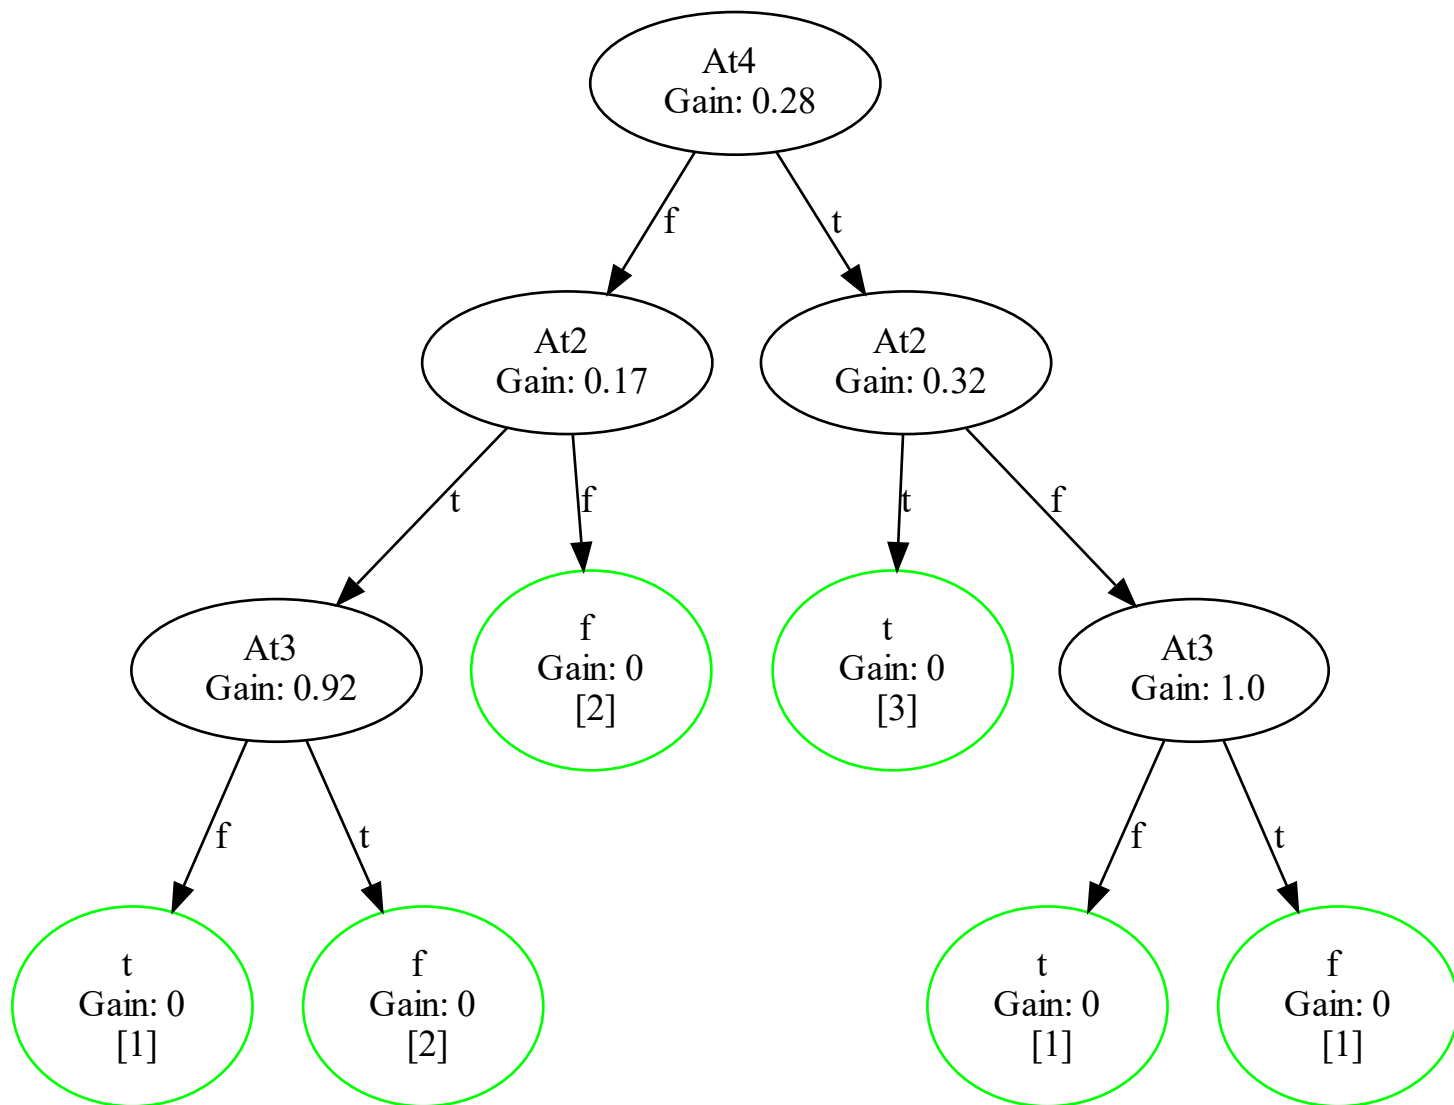 At4
Gain: 0.28
f
t
At2
Gain: 0.17
At2
Gain: 0.32
t
f
t
f
At3
Gain: 0.92
f
Gain: 0
[2]
t
Gain: 0
[3]
At3
Gain: 1.0
f
t
f
t
t
Gain: 0
[1]
f
Gain: 0
[2]
t
Gain: 0
[1]
f
Gain: 0
[1]